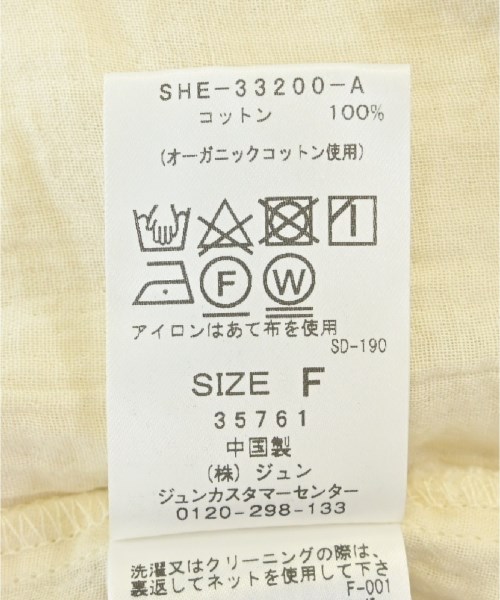 SHE-33200-A
コットン 100%
(オーガニックコットン使用)
F W
アイロンはあて布を使用
SD-190
SIZE F
35761
中国製
(株) ジュン
ジュンカスタマーセンター
0120-298-133
洗濯又はクリーニングの際は、
裏返してネットを使用して下さ
F-001